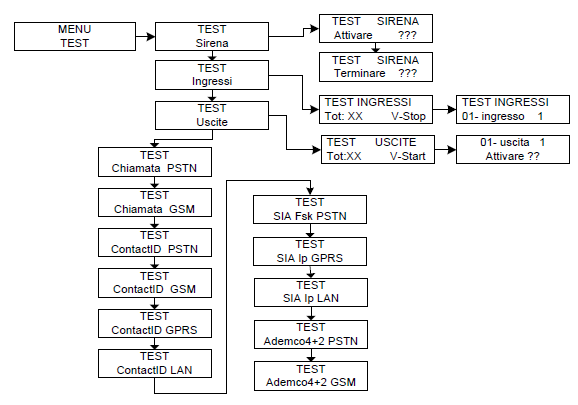 MENU
TEST
TEST
Sirena
TEST SIRENA
Attivare ???
TEST SIRENA
Terminare ???
TEST
Ingressi
TEST INGRESSI
Tot: XX V-Stop
TEST INGRESSI
01- ingresso 1
TEST
Uscite
TEST USCITE
Tot:XX V-Start
01- uscita 1
Attivare ??
TEST
Chiamata PSTN
TEST
Chiamata GSM
TEST
ContactID PSTN
TEST
ContactID GSM
TEST
ContactID GPRS
TEST
ContactID LAN
TEST
SIA Fsk PSTN
TEST
SIA Ip GPRS
TEST
SIA Ip LAN
TEST
Ademco4+2 PSTN
TEST
Ademco4+2 GSM